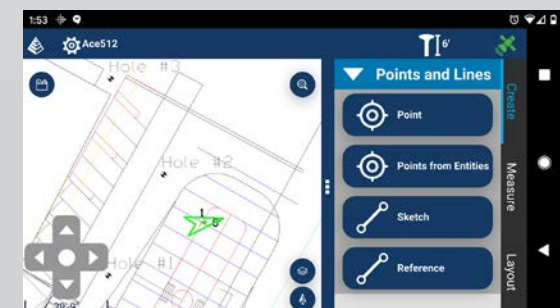 1:53
Ace512
6'
Hole #3
Hole #2
Hole #1
1
Points and Lines
Point
Points from Entities
Sketch
Reference
Create
Measure
Layout